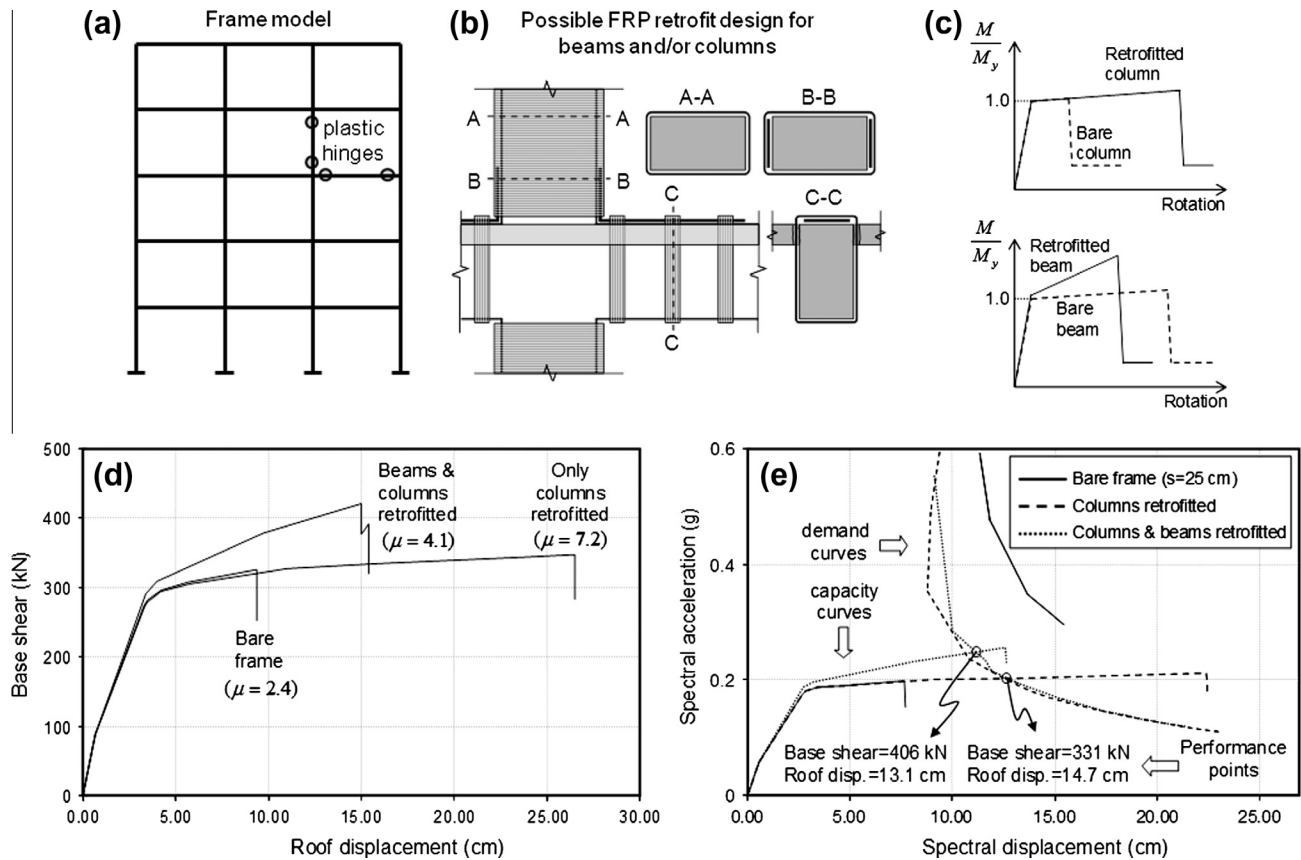 (a)
Frame model
plastic
hinges
(b)
Possible FRP retrofit design for
beams and/or columns
A-A
B-B
A
A
B
B
C
C
C-C
(c)
M
M_y
1.0
Retrofitted
column
Bare
column
Rotation
M
M_y
Retrofitted
beam
1.0
Bare
beam
Rotation
(d)
Base shear (kN)
500
400
300
200
100
0
0.00 5.00 10.00 15.00 20.00 25.00 30.00
Roof displacement (cm)
Beams &
columns
retrofitted
(μ = 4.1)
Only
columns
retrofitted
(μ = 7.2)
Bare
frame
(μ = 2.4)
(e)
Spectral acceleration (g)
0.6
0.4
0.2
0
0.00 5.00 10.00 15.00 20.00 25.00
Spectral displacement (cm)
Bare frame (s=25 cm)
Columns retrofitted
Columns & beams retrofitted
demand
curves
capacity
curves
Base shear=406 kN
Roof disp.=13.1 cm
Base shear=331 kN
Roof disp.=14.7 cm
Performance
points